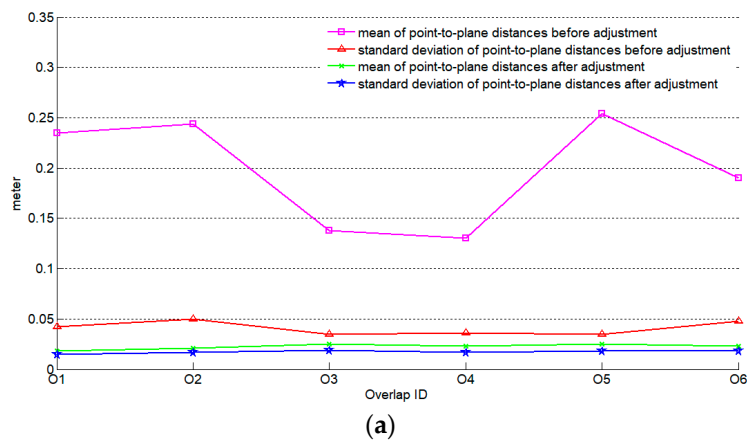 0.35
mean of point-to-plane distances before adjustment
standard deviation of point-to-plane distances before adjustment
mean of point-to-plane distances after adjustment
standard deviation of point-to-plane distances after adjustment
0.3
0.25
0.2
0.15
0.1
0.05
0
meter
O1 O2 O3 O4 O5 O6
Overlap ID
(a)